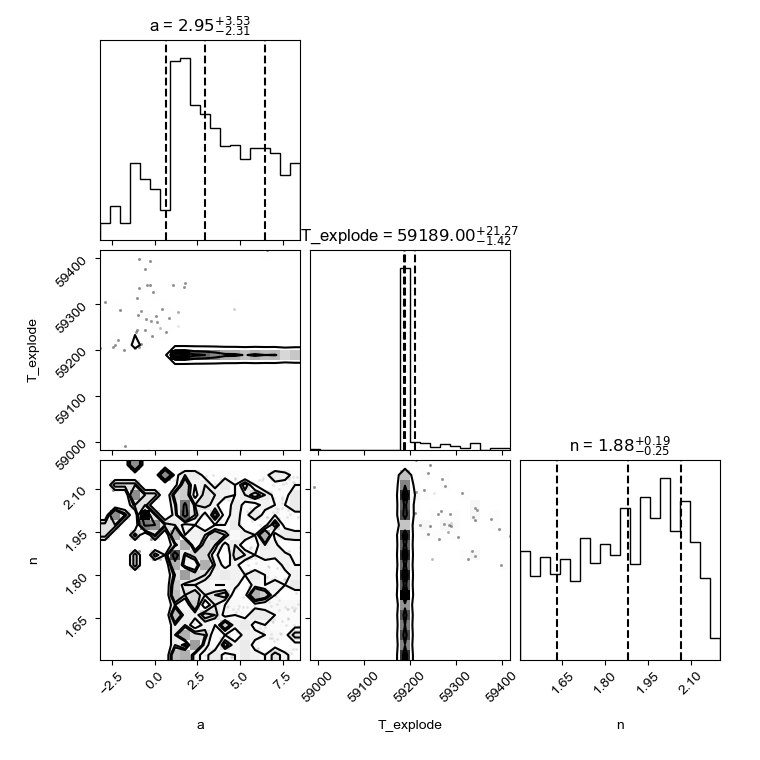 a = 2.95+3.53−2.31
T_explode = 59189.00+21.27−1.42
59400
59300
59200
59100
59000
T_explode
n = 1.88+0.19−0.25
2.10
1.95
1.80
1.65
n
−2.5 0.0 2.5 5.0 7.5
59000 59100 59200 59300 59400
1.65 1.80 1.95 2.10
a T_explode n